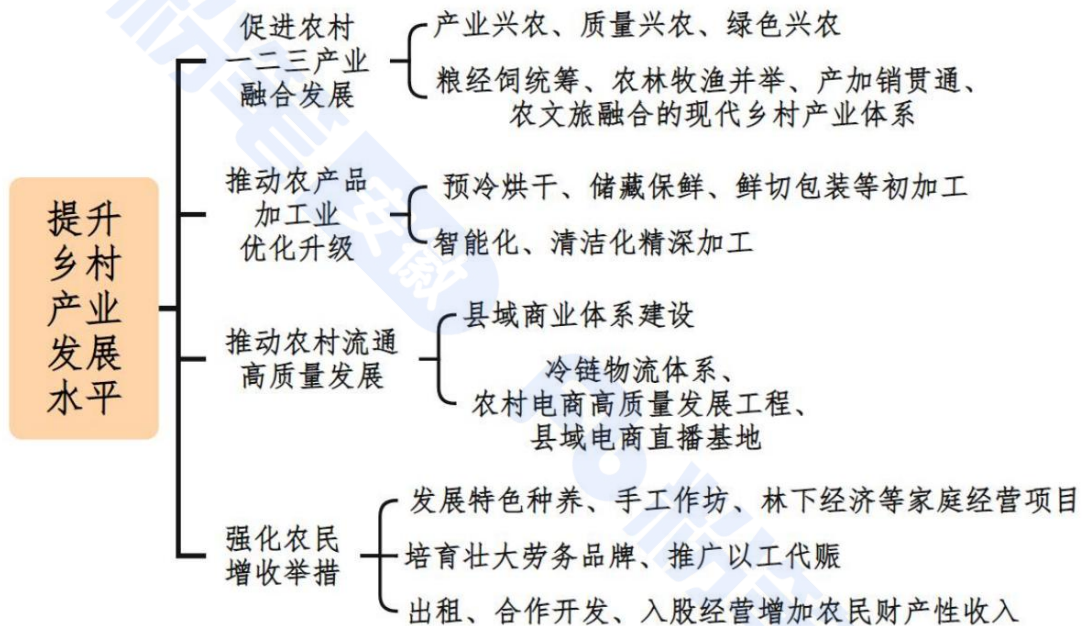 提升
乡村
产业
发展
水平
促进农村
一二三产业
融合发展
产业兴农、质量兴农、绿色兴农
粮经饲统筹、农林牧渔并举、产加销贯通、
农文旅融合的现代乡村产业体系
推动农产品
加工业
优化升级
预冷烘干、储藏保鲜、鲜切包装等初加工
智能化、清洁化精深加工
推动农村流通
高质量发展
县域商业体系建设
冷链物流体系、
农村电商高质量发展工程、
县域电商直播基地
强化农民
增收举措
发展特色种养、手工作坊、林下经济等家庭经营项目
培育壮大劳务品牌、推广以工代赈
出租、合作开发、入股经营增加农民财产性收入
粉笔
安徽
粉笔